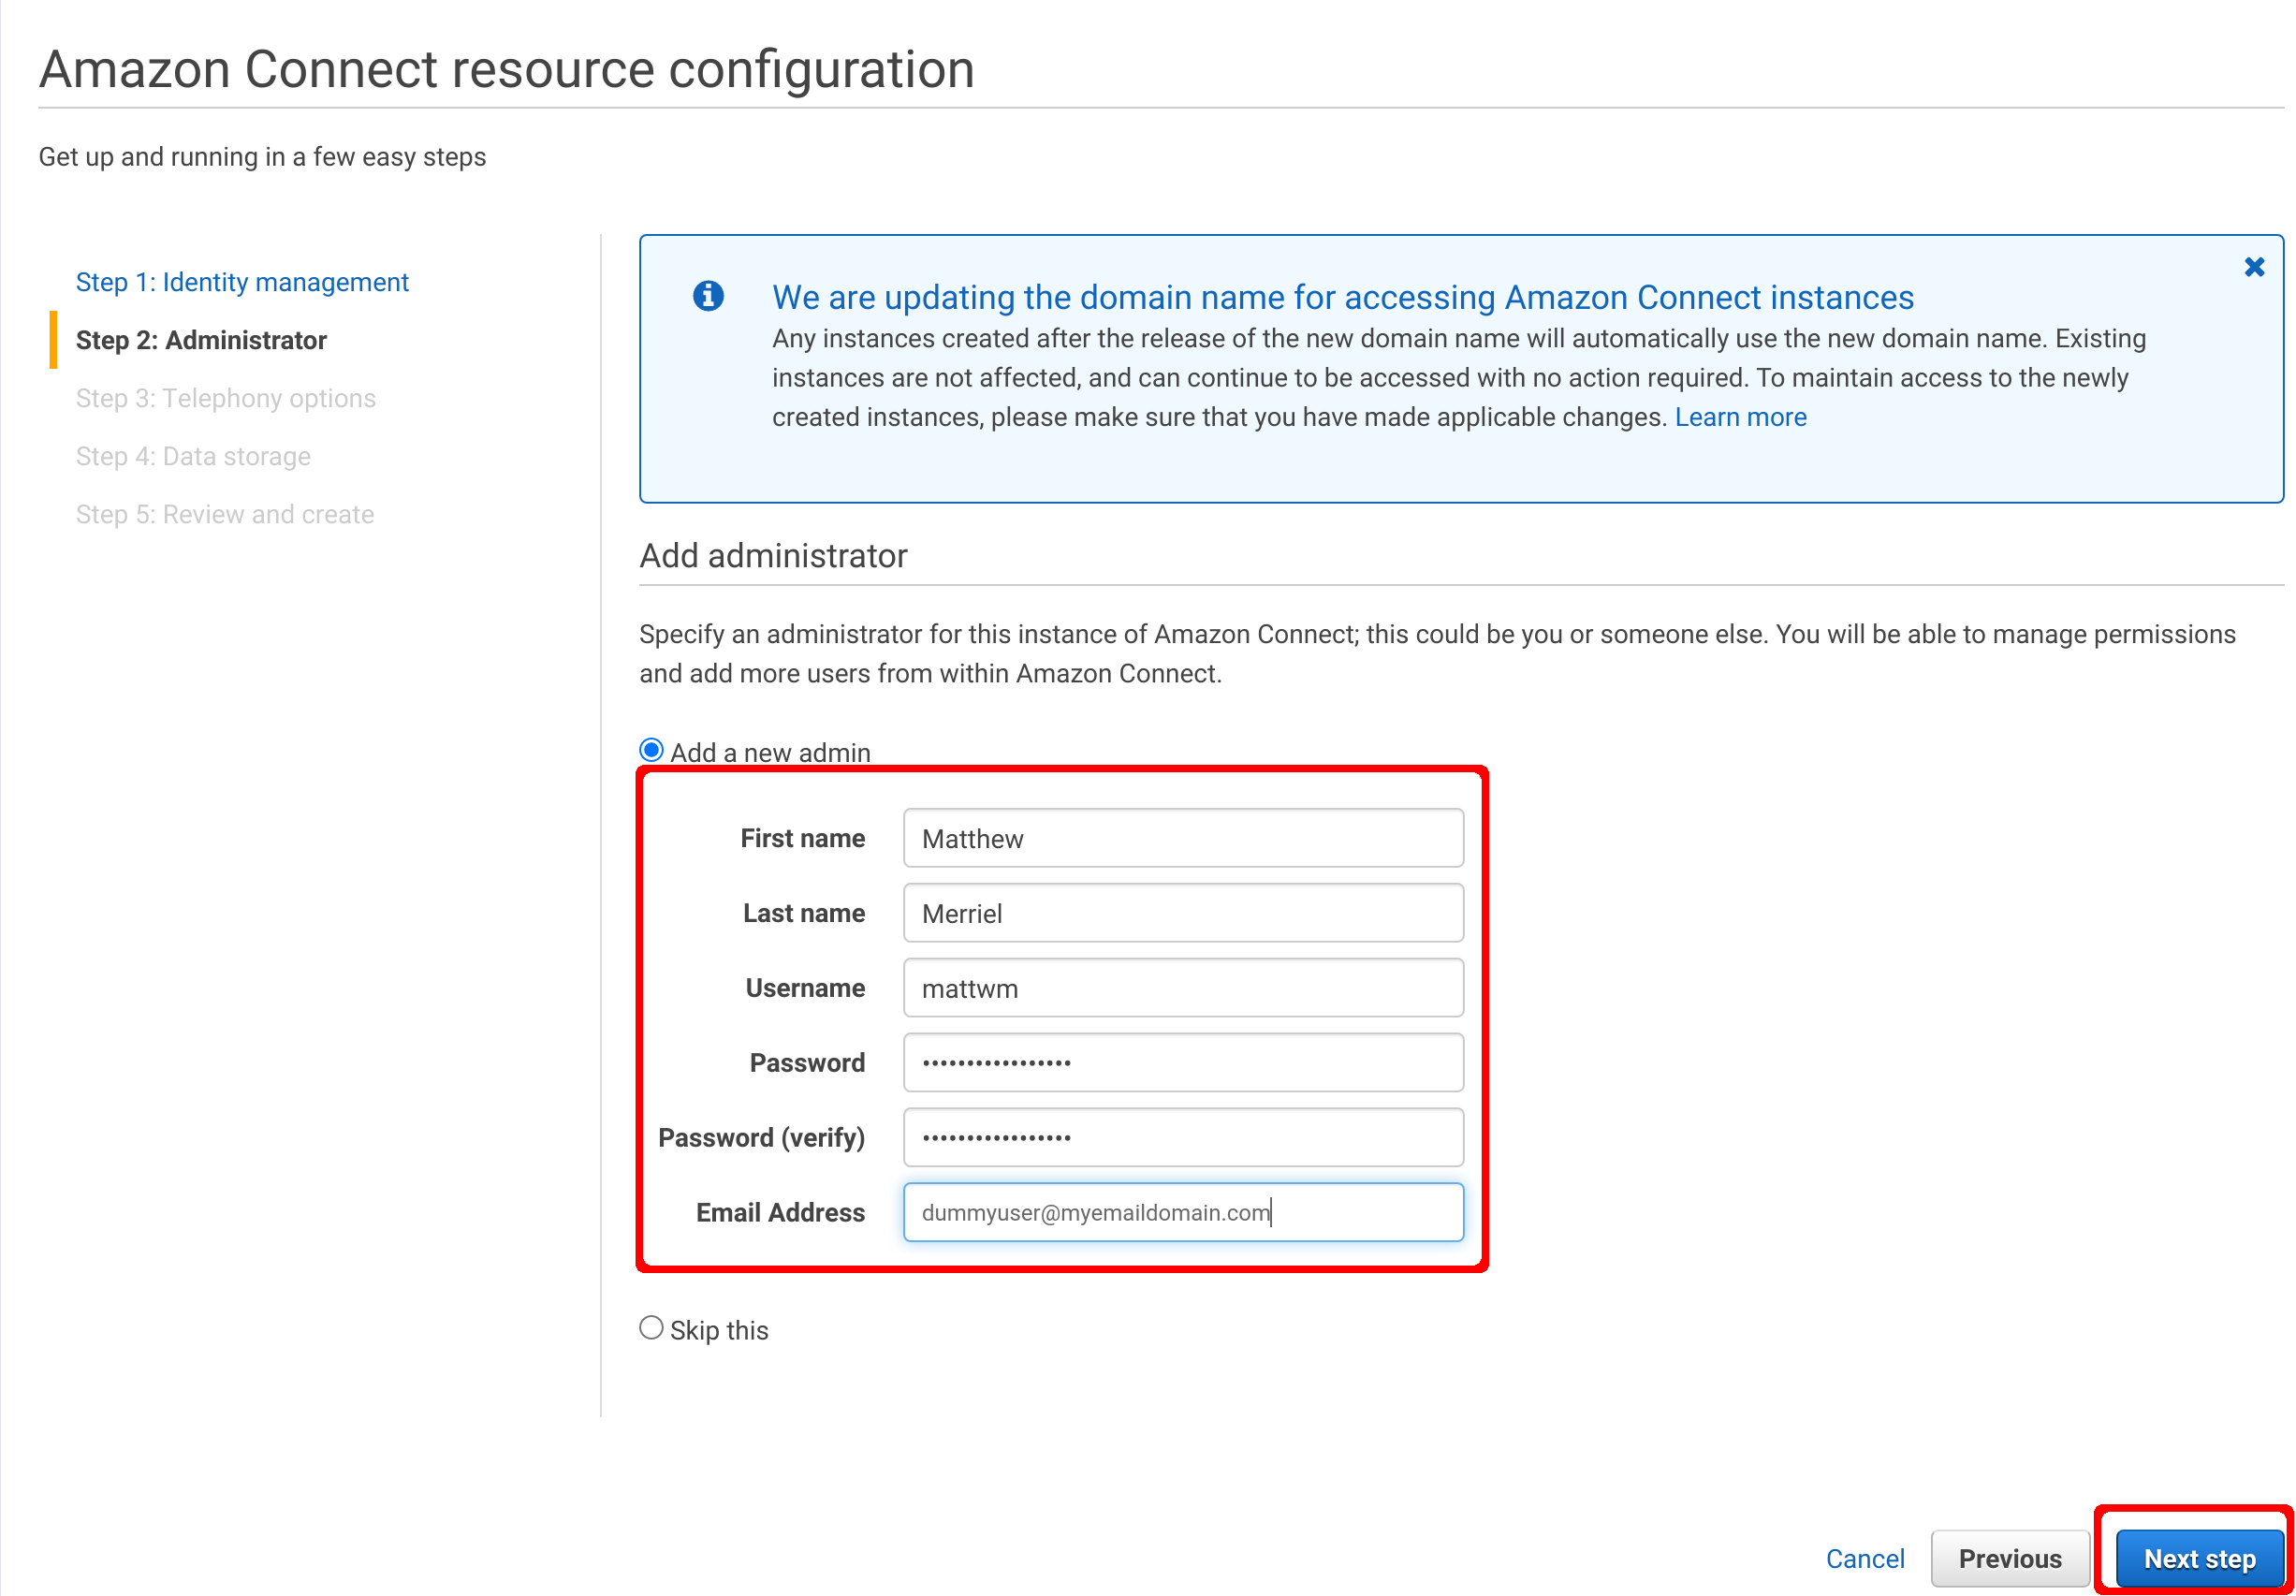 Amazon Connect resource configuration
Get up and running in a few easy steps
Step 1: Identity management
Step 2: Administrator
Step 3: Telephony options
Step 4: Data storage
Step 5: Review and create
We are updating the domain name for accessing Amazon Connect instances
Any instances created after the release of the new domain name will automatically use the new domain name. Existing
instances are not affected, and can continue to be accessed with no action required. To maintain access to the newly
created instances, please make sure that you have made applicable changes. Learn more
Add administrator
Specify an administrator for this instance of Amazon Connect; this could be you or someone else. You will be able to manage permissions
and add more users from within Amazon Connect.
Add a new admin
First name Matthew
Last name Merriel
Username mattwm
Password •••••••••••••••••
Password (verify) •••••••••••••••••
Email Address dummyuser@myemaildomain.com
Skip this
Cancel Previous Next step